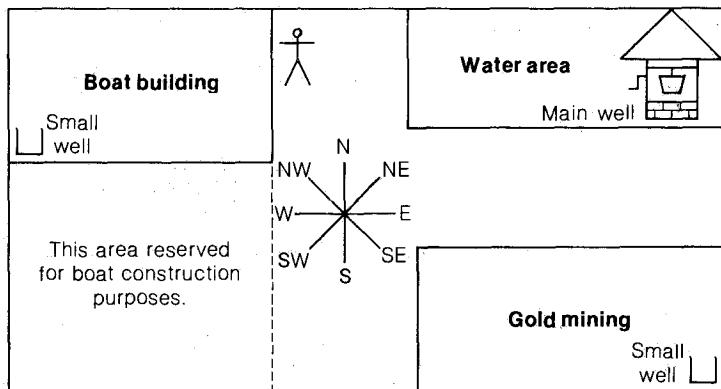 Boat building
Small
well
Water area
Main well
N
NW
NE
W
E
SW
SE
S
This area reserved
for boat construction
purposes.
Gold mining
Small
well